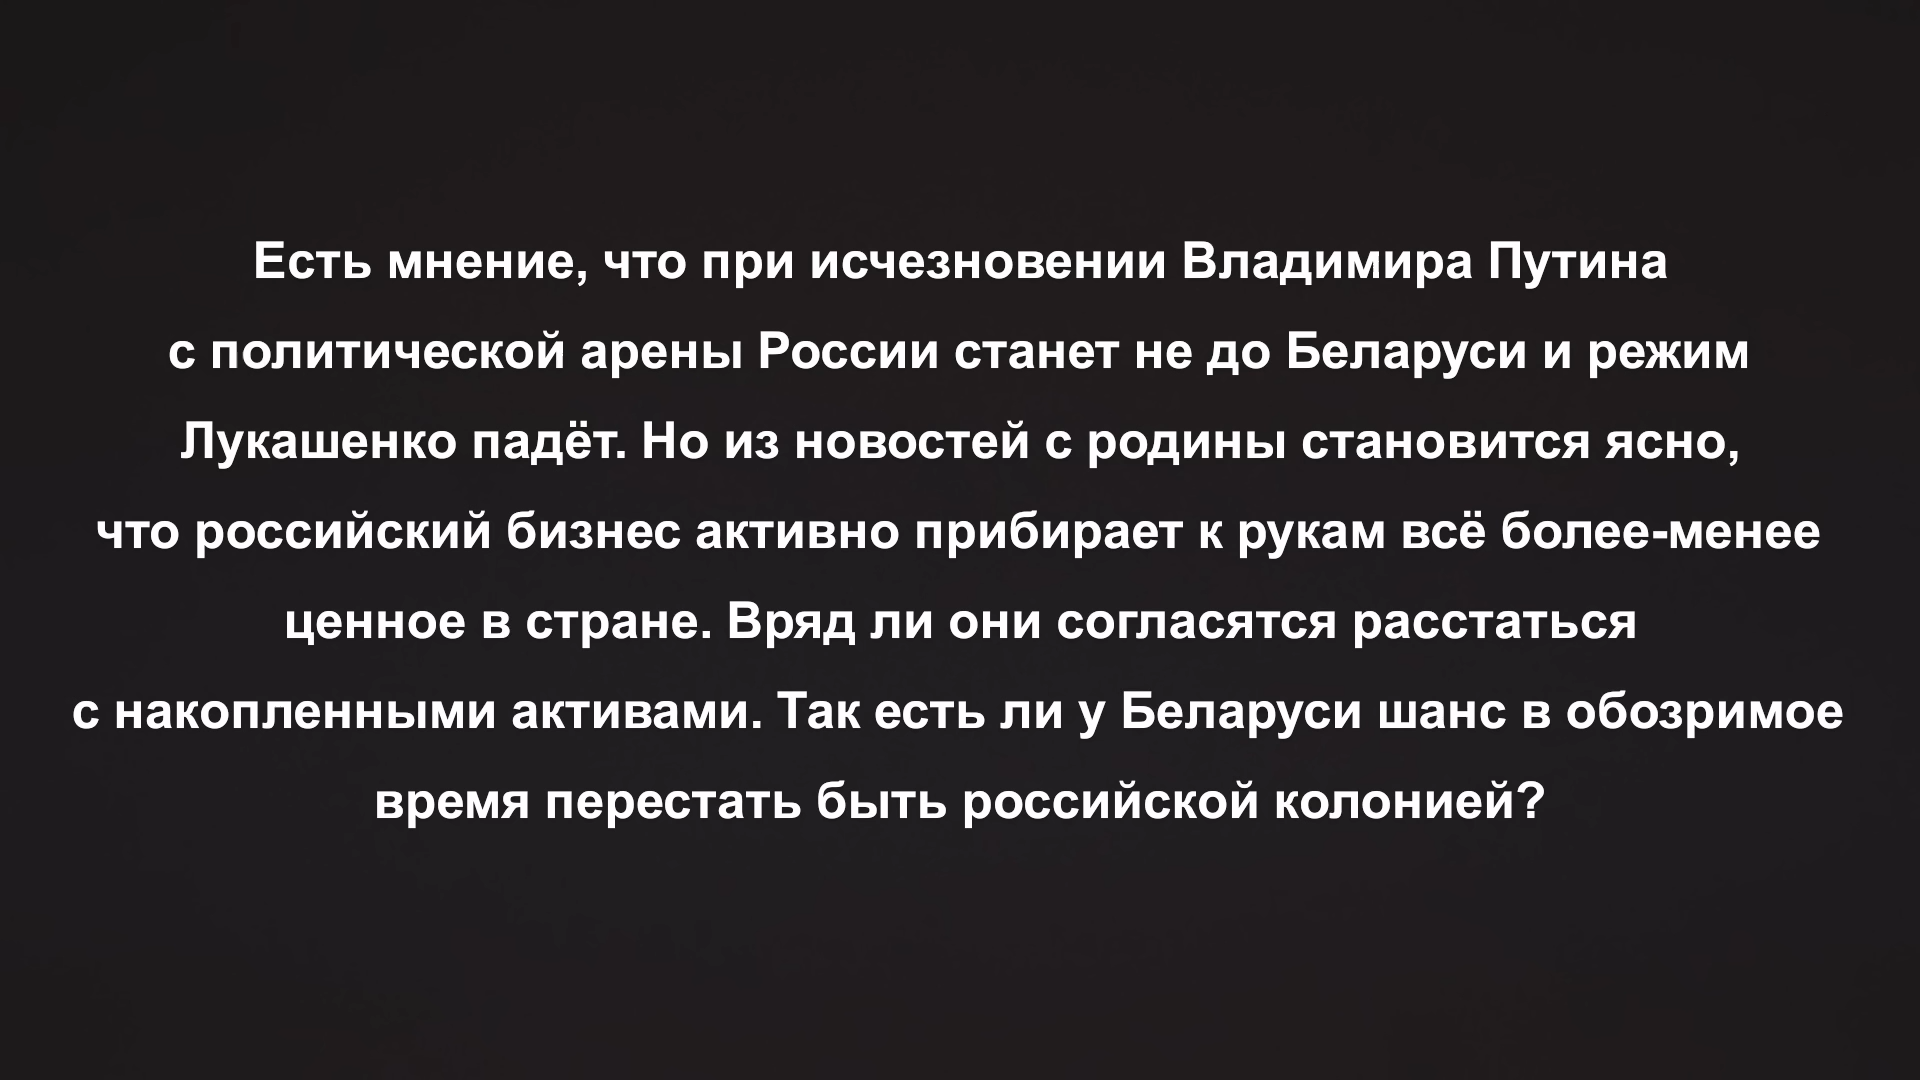 Есть мнение, что при исчезновении Владимира Путина
с политической арены России станет не до Беларуси и режим
Лукашенко падёт. Но из новостей с родины становится ясно,
что российский бизнес активно прибирает к рукам всё более-менее
ценное в стране. Вряд ли они согласятся расстаться
с накопленными активами. Так есть ли у Беларуси шанс в обозримое
время перестать быть российской колонией?